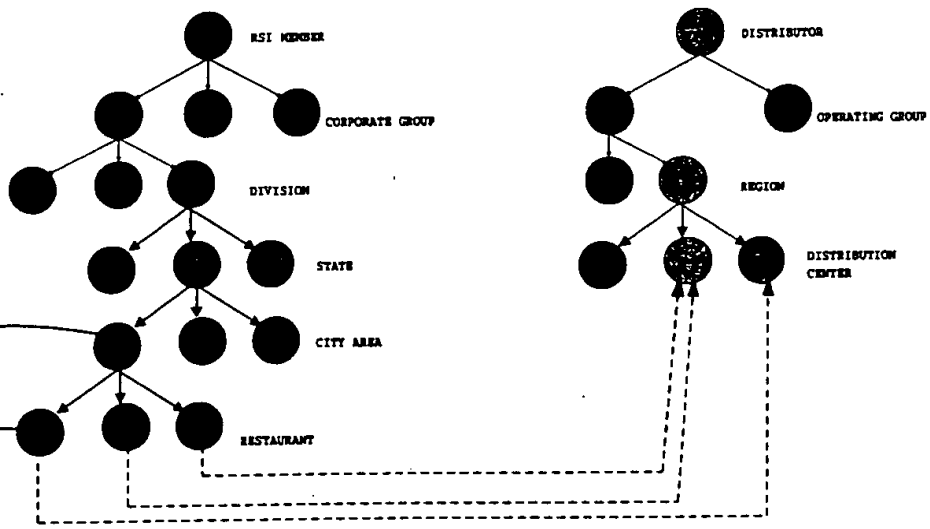 RSI MEMBER
DISTRIBUTOR
CORPORATE GROUP
OPERATING GROUP
DIVISION
REGION
STATE
DISTRIBUTION
CENTER
CITY AREA
RESTAURANT